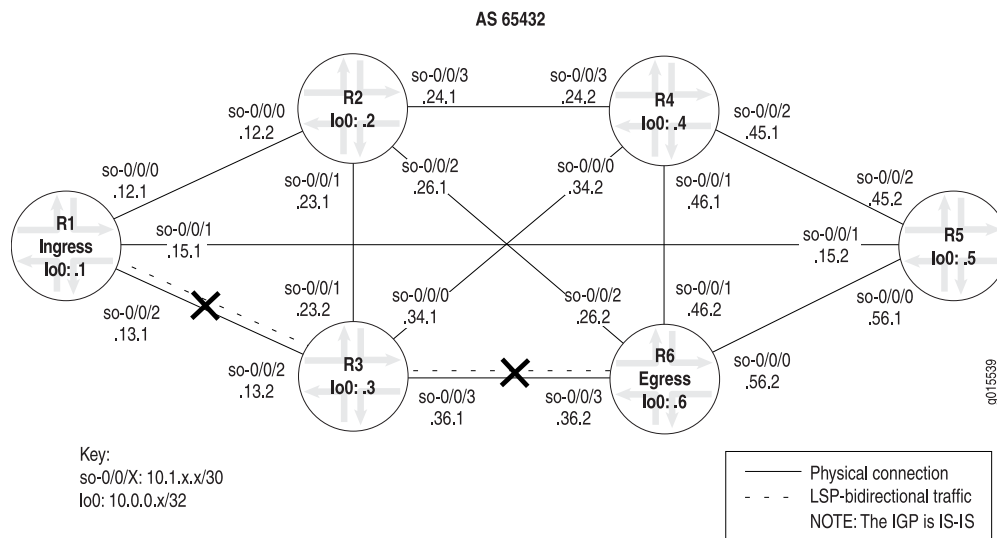 AS 65432
so-0/0/3
.24.1
so-0/0/3
.24.2
R2
lo0: .2
R4
lo0: .4
so-0/0/0
.12.2
so-0/0/2
.45.1
so-0/0/2
.26.1
so-0/0/0
.34.2
so-0/0/0
.12.1
so-0/0/1
.23.1
so-0/0/1
.46.1
so-0/0/2
.45.2
R1
Ingress
lo0: .1
so-0/0/1
.15.1
so-0/0/1
.15.2
R5
lo0: .5
so-0/0/2
.13.1
so-0/0/1
.23.2
so-0/0/0
.34.1
so-0/0/2
.26.2
so-0/0/1
.46.2
so-0/0/0
.56.1
so-0/0/2
.13.2
R3
lo0: .3
R6
Egress
lo0: .6
so-0/0/0
.56.2
so-0/0/3
.36.1
so-0/0/3
.36.2
g015539
Key:
so-0/0/X: 10.1.x.x/30
lo0: 10.0.0.x/32
Physical connection
LSP-bidirectional traffic
NOTE: The IGP is IS-IS